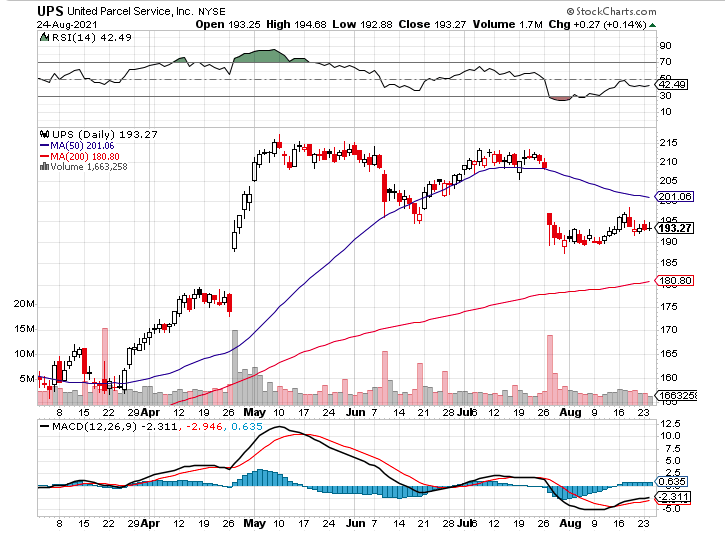 UPS United Parcel Service, Inc. NYSE © StockCharts.com
24-Aug-2021 Open 193.25 High 194.68 Low 192.88 Close 193.27 Volume 1.7M Chg +0.27 (+0.14%)
RSI(14) 42.49
90
70
50
42.49
30
10
UPS (Daily) 193.27
MA(50) 201.06
MA(200) 180.80
Volume 1,663,258
215
210
205
201.06
195
193.27
190
185
180.80
175
170
165
160
155
1663258
20M
15M
10M
5M
8 15 22 Apr 12 19 26 May 10 17 24 Jun 7 14 21 Jul 6 12 19 26 Aug 9 16 23
MACD(12,26,9) -2.311, -2.946, 0.635
12.5
10.0
7.5
5.0
2.5
0.635
-2.311
-5.0
8 15 22 Apr 12 19 26 May 10 17 24 Jun 7 14 21 28 Jul 6 12 19 26 Aug 9 16 23